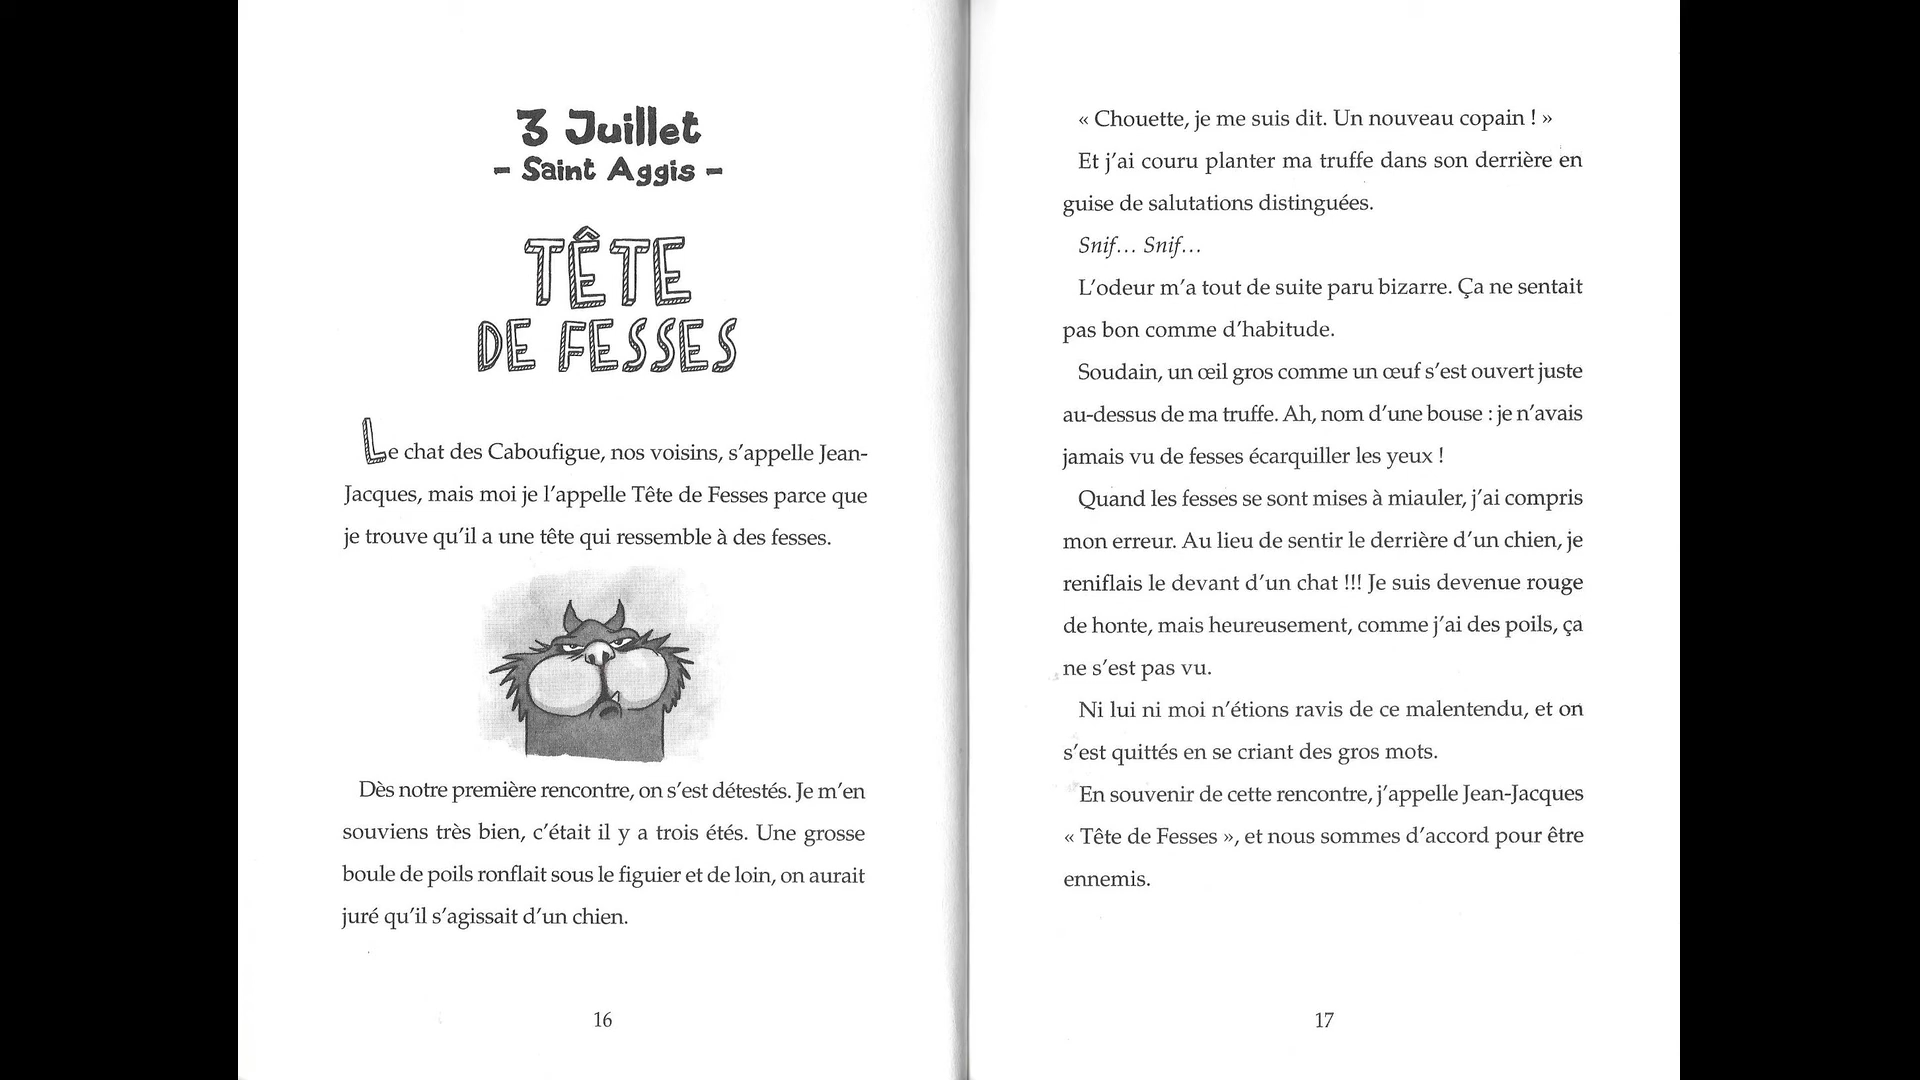 3 Juillet
- Saint Aggis -
TÊTE
DE FESSES
Le chat des Caboufigue, nos voisins, s'appelle Jean-
Jacques, mais moi je l'appelle Tête de Fesses parce que
je trouve qu'il a une tête qui ressemble à des fesses.
Dès notre première rencontre, on s'est détestés. Je m'en
souviens très bien, c'était il y a trois étés. Une grosse
boule de poils ronflait sous le figuier et de loin, on aurait
juré qu'il s'agissait d'un chien.
16
« Chouette, je me suis dit. Un nouveau copain ! »
Et j'ai couru planter ma truffe dans son derrière en
guise de salutations distinguées.
Snif… Snif…
L'odeur m'a tout de suite paru bizarre. Ça ne sentait
pas bon comme d'habitude.
Soudain, un œil gros comme un œuf s'est ouvert juste
au-dessus de ma truffe. Ah, nom d'une bouse : je n'avais
jamais vu de fesses écarquiller les yeux !
Quand les fesses se sont mises à miauler, j'ai compris
mon erreur. Au lieu de sentir le derrière d'un chien, je
reniflais le devant d'un chat !!! Je suis devenue rouge
de honte, mais heureusement, comme j'ai des poils, ça
ne s'est pas vu.
Ni lui ni moi n'étions ravis de ce malentendu, et on
s'est quittés en se criant des gros mots.
En souvenir de cette rencontre, j'appelle Jean-Jacques
« Tête de Fesses », et nous sommes d'accord pour être
ennemis.
17